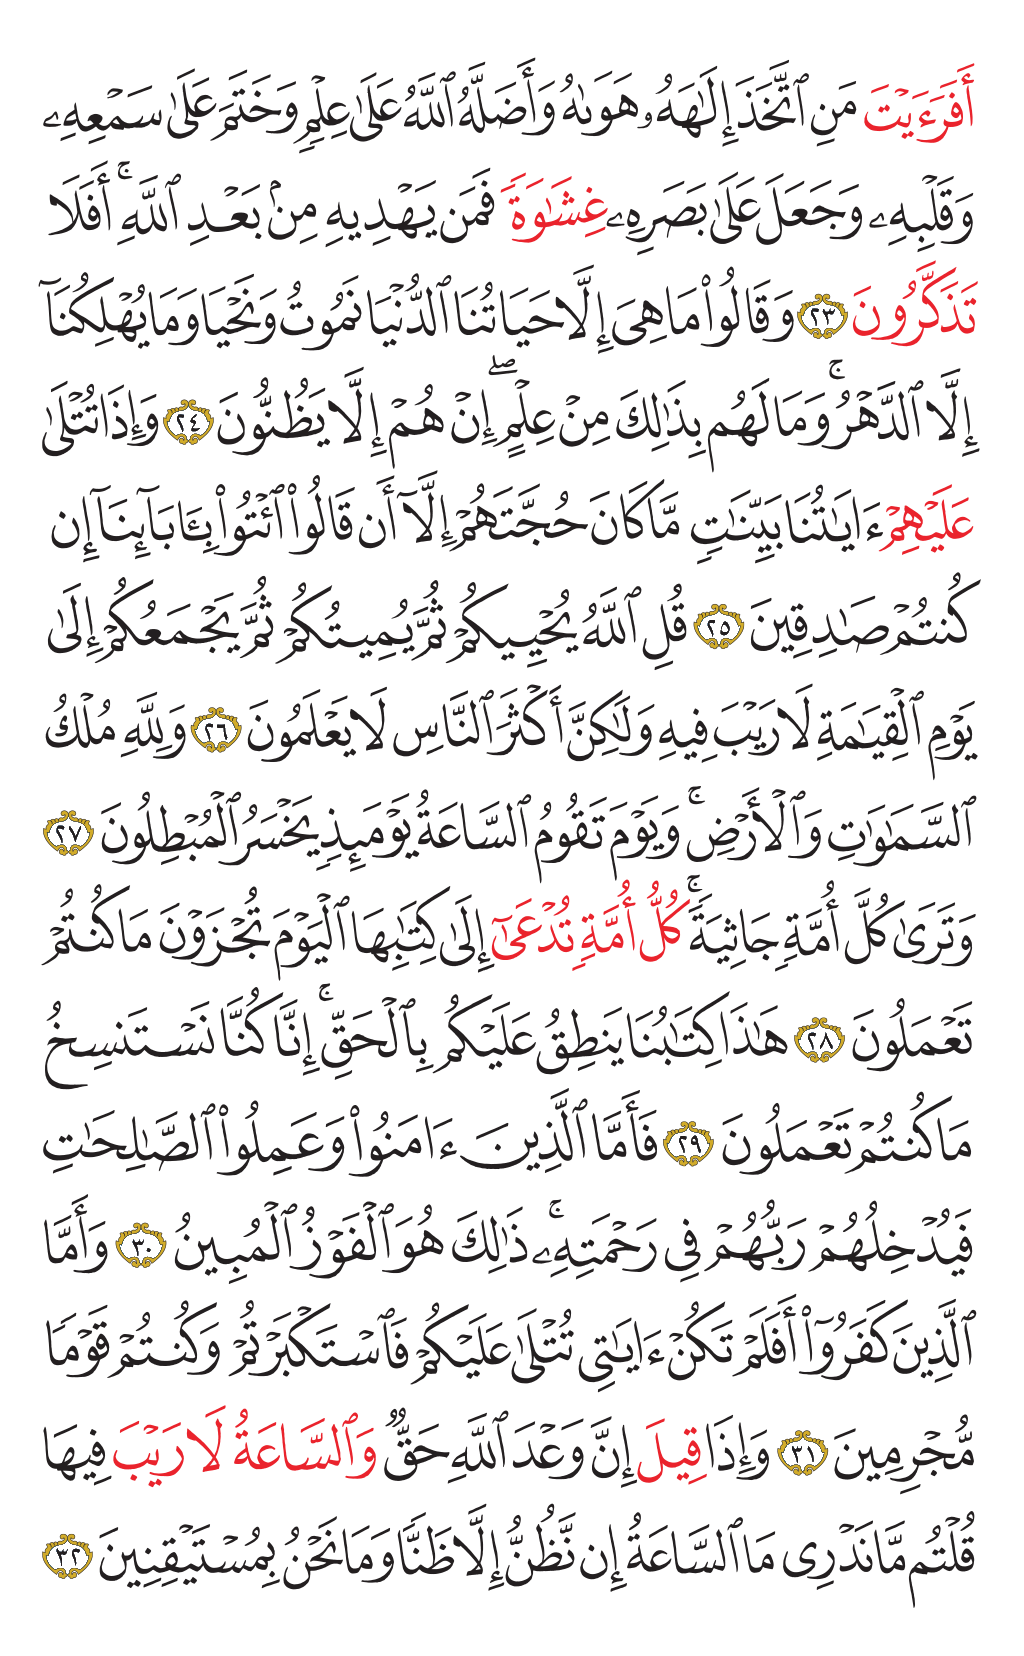 أَفَرَءَيۡتَ مَنِ ٱتَّخَذَ إِلَٰهَهُۥ هَوَىٰهُ وَأَضَلَّهُ ٱللَّهُ عَلَىٰ عِلۡمٖ وَخَتَمَ عَلَىٰ سَمۡعِهِۦ
وَقَلۡبِهِۦ وَجَعَلَ عَلَىٰ بَصَرِهِۦ غِشَٰوَةٗ فَمَن يَهۡدِيهِ مِنۢ بَعۡدِ ٱللَّهِۚ أَفَلَا
تَذَكَّرُونَ ٢٣ وَقَالُواْ مَا هِيَ إِلَّا حَيَاتُنَا ٱلدُّنۡيَا نَمُوتُ وَنَحۡيَا وَمَا يُهۡلِكُنَآ
إِلَّا ٱلدَّهۡرُۚ وَمَا لَهُم بِذَٰلِكَ مِنۡ عِلۡمٍۖ إِنۡ هُمۡ إِلَّا يَظُنُّونَ ٢٤ وَإِذَا تُتۡلَىٰ
عَلَيۡهِمۡ ءَايَٰتُنَا بَيِّنَٰتٖ مَّا كَانَ حُجَّتَهُمۡ إِلَّآ أَن قَالُواْ ٱئۡتُواْ بِـَٔابَآئِنَآ إِن
كُنتُمۡ صَٰدِقِينَ ٢٥ قُلِ ٱللَّهُ يُحۡيِيكُمۡ ثُمَّ يُمِيتُكُمۡ ثُمَّ يَجۡمَعُكُمۡ إِلَىٰ
يَوۡمِ ٱلۡقِيَٰمَةِ لَا رَيۡبَ فِيهِ وَلَٰكِنَّ أَكۡثَرَ ٱلنَّاسِ لَا يَعۡلَمُونَ ٢٦ وَلِلَّهِ مُلۡكُ
ٱلسَّمَٰوَٰتِ وَٱلۡأَرۡضِۚ وَيَوۡمَ تَقُومُ ٱلسَّاعَةُ يَوۡمَئِذٖ يَخۡسَرُ ٱلۡمُبۡطِلُونَ ٢٧
وَتَرَىٰ كُلَّ أُمَّةٖ جَاثِيَةٗۚ كُلُّ أُمَّةٖ تُدۡعَىٰٓ إِلَىٰ كِتَٰبِهَا ٱلۡيَوۡمَ تُجۡزَوۡنَ مَا كُنتُمۡ
تَعۡمَلُونَ ٢٨ هَٰذَا كِتَٰبُنَا يَنطِقُ عَلَيۡكُم بِٱلۡحَقِّۚ إِنَّا كُنَّا نَسۡتَنسِخُ
مَا كُنتُمۡ تَعۡمَلُونَ ٢٩ فَأَمَّا ٱلَّذِينَ ءَامَنُواْ وَعَمِلُواْ ٱلصَّٰلِحَٰتِ
فَيُدۡخِلُهُمۡ رَبُّهُمۡ فِي رَحۡمَتِهِۦۚ ذَٰلِكَ هُوَ ٱلۡفَوۡزُ ٱلۡمُبِينُ ٣٠ وَأَمَّا
ٱلَّذِينَ كَفَرُوٓاْ أَفَلَمۡ تَكُنۡ ءَايَٰتِي تُتۡلَىٰ عَلَيۡكُمۡ فَٱسۡتَكۡبَرۡتُمۡ وَكُنتُمۡ قَوۡمٗا
مُّجۡرِمِينَ ٣١ وَإِذَا قِيلَ إِنَّ وَعۡدَ ٱللَّهِ حَقّٞ وَٱلسَّاعَةُ لَا رَيۡبَ فِيهَا
قُلۡتُم مَّا نَدۡرِي مَا ٱلسَّاعَةُ إِن نَّظُنُّ إِلَّا ظَنّٗا وَمَا نَحۡنُ بِمُسۡتَيۡقِنِينَ ٣٢